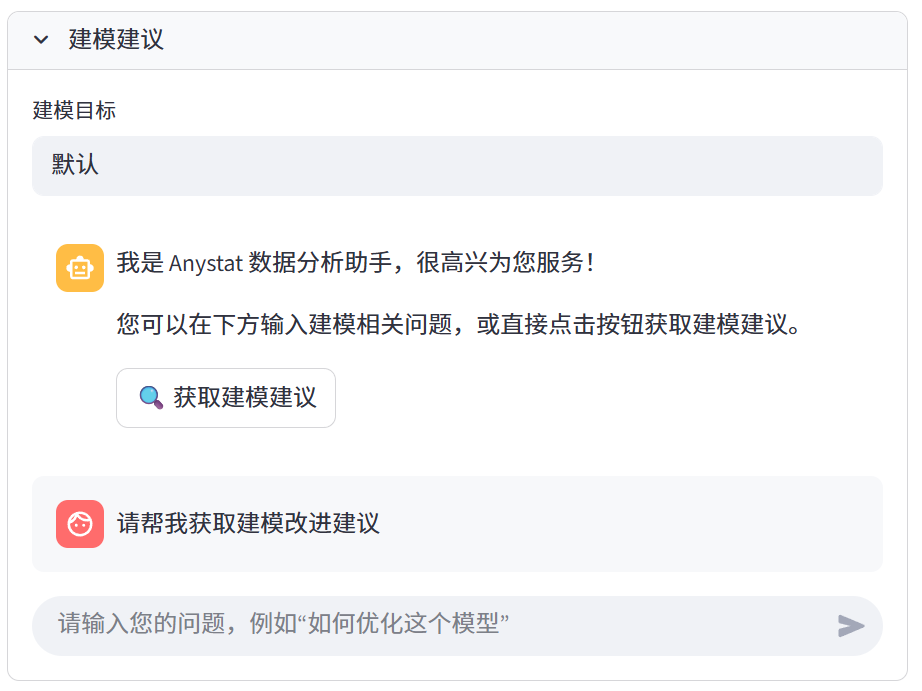 建模建议
建模目标
默认
我是 Anystat 数据分析助手，很高兴为您服务！
您可以在下方输入建模相关问题，或直接点击按钮获取建模建议。
获取建模建议
请帮我获取建模改进建议
请输入您的问题，例如“如何优化这个模型”